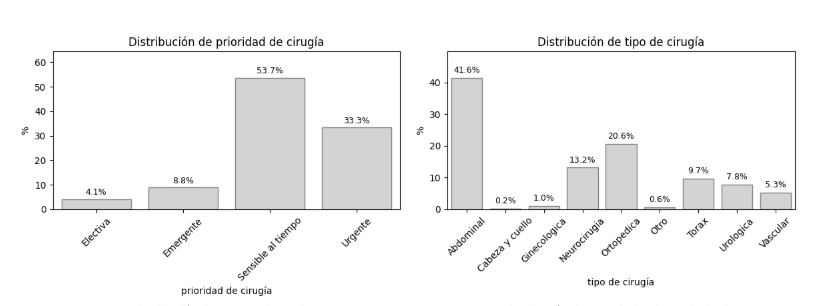 Distribución de prioridad de cirugía
60
50
40
30
20
10
0
%
4.1%
8.8%
53.7%
33.3%
Electiva
Emergente
Sensible al tiempo
Urgente
prioridad de cirugía
Distribución de tipo de cirugía
40
30
20
10
0
%
41.6%
0.2%
1.0%
13.2%
20.6%
0.6%
9.7%
7.8%
5.3%
Abdominal
Cabeza y cuello
Ginecologica
Neurocirugia
Ortopedica
Otro
Torax
Urologica
Vascular
tipo de cirugía